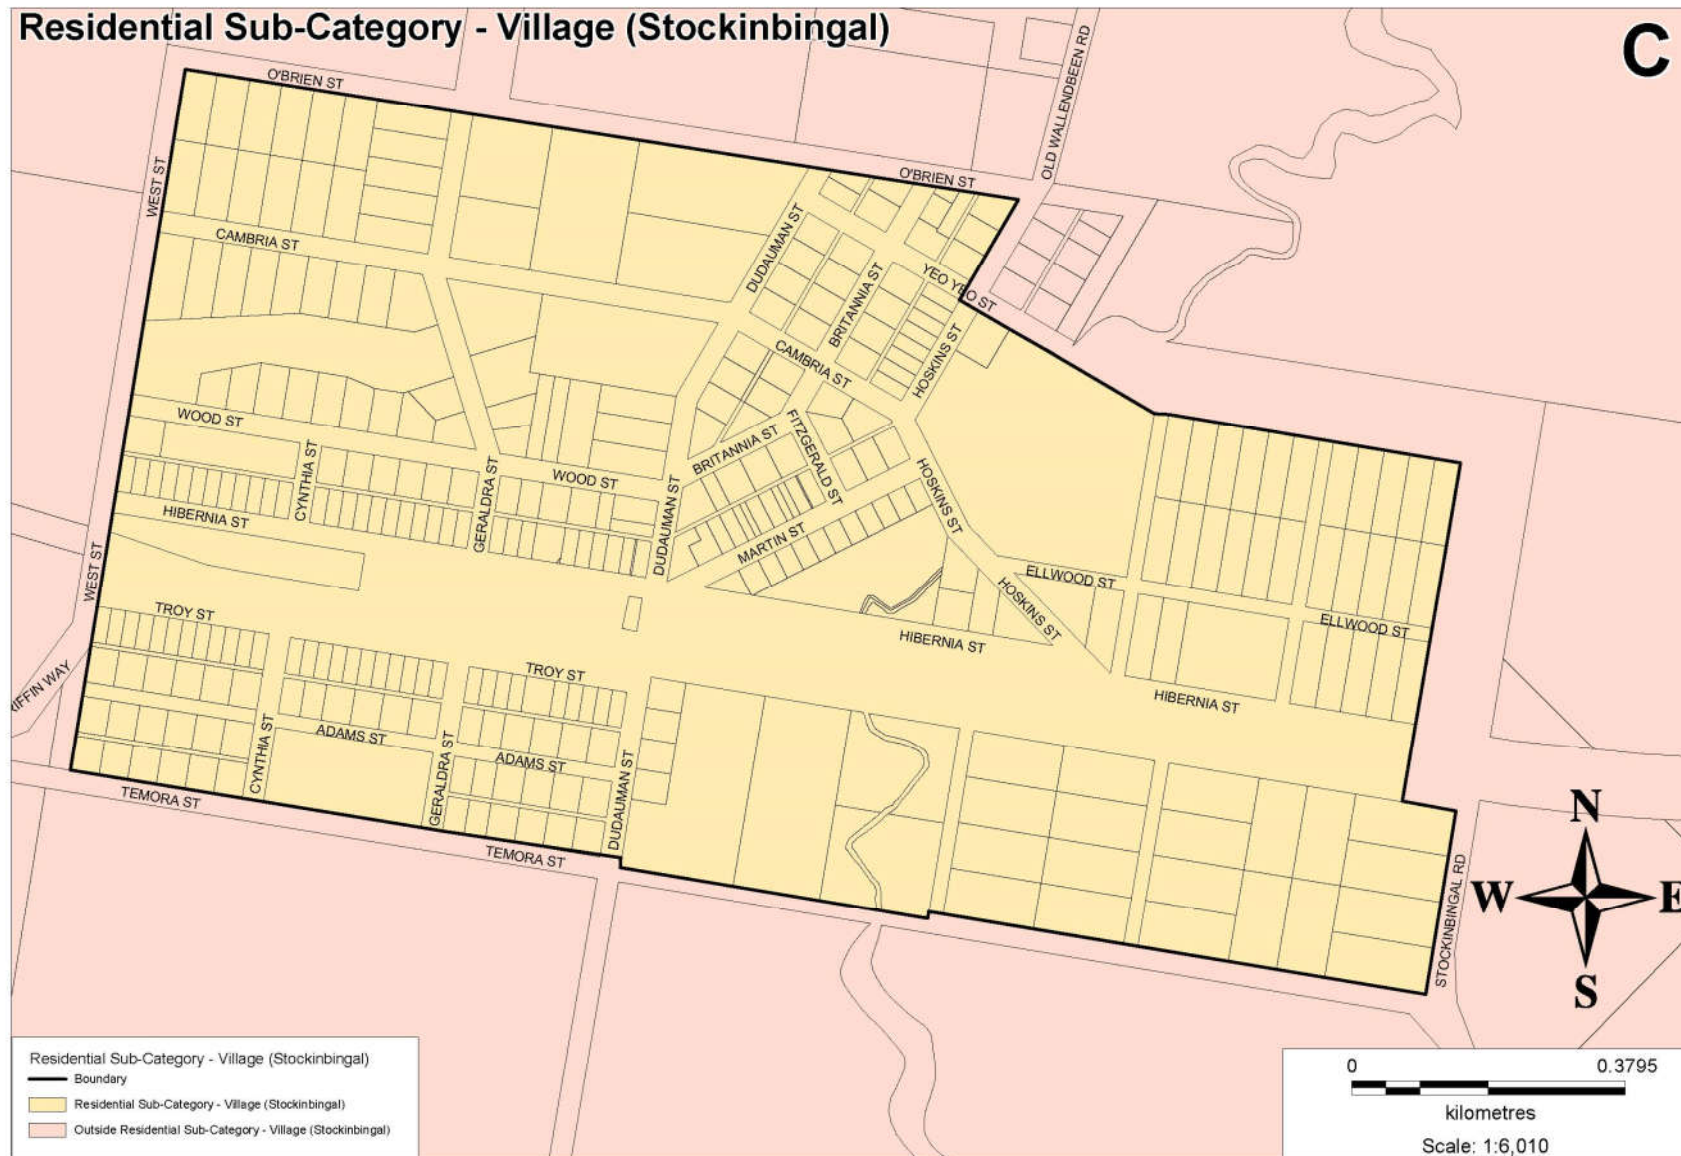 Residential Sub-Category - Village (Stockinbingal)
C
O'BRIEN ST
OLD WALLENDBEEN RD
O'BRIEN ST
WEST ST
CAMBRIA ST
DUDAUMAN ST
YEO YEO ST
BRITANNIA ST
CAMBRIA ST
HOSKINS ST
WOOD ST
CYNTHIA ST
GERALDRA ST
WOOD ST
BRITANNIA ST
FITZGERALD ST
HOSKINS ST
HIBERNIA ST
DUDAUMAN ST
MARTIN ST
WEST ST
ELLWOOD ST
HOSKINS ST
ELLWOOD ST
TROY ST
HIBERNIA ST
TROY ST
HIBERNIA ST
RIFFIN WAY
CYNTHIA ST
ADAMS ST
GERALDRA ST
ADAMS ST
DUDAUMAN ST
TEMORA ST
TEMORA ST
STOCKINBINGAL RD
N
W
E
S
Residential Sub-Category - Village (Stockinbingal)
Boundary
Residential Sub-Category - Village (Stockinbingal)
Outside Residential Sub-Category - Village (Stockinbingal)
0 0.3795
kilometres
Scale: 1:6,010